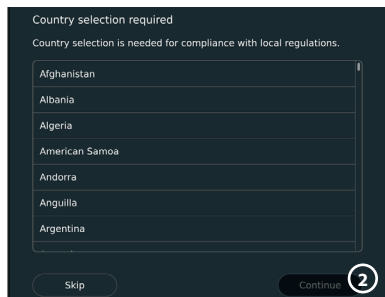 Country selection required
Country selection is needed for compliance with local regulations.
Afghanistan
Albania
Algeria
American Samoa
Andorra
Anguilla
Argentina
Skip
Continue
2